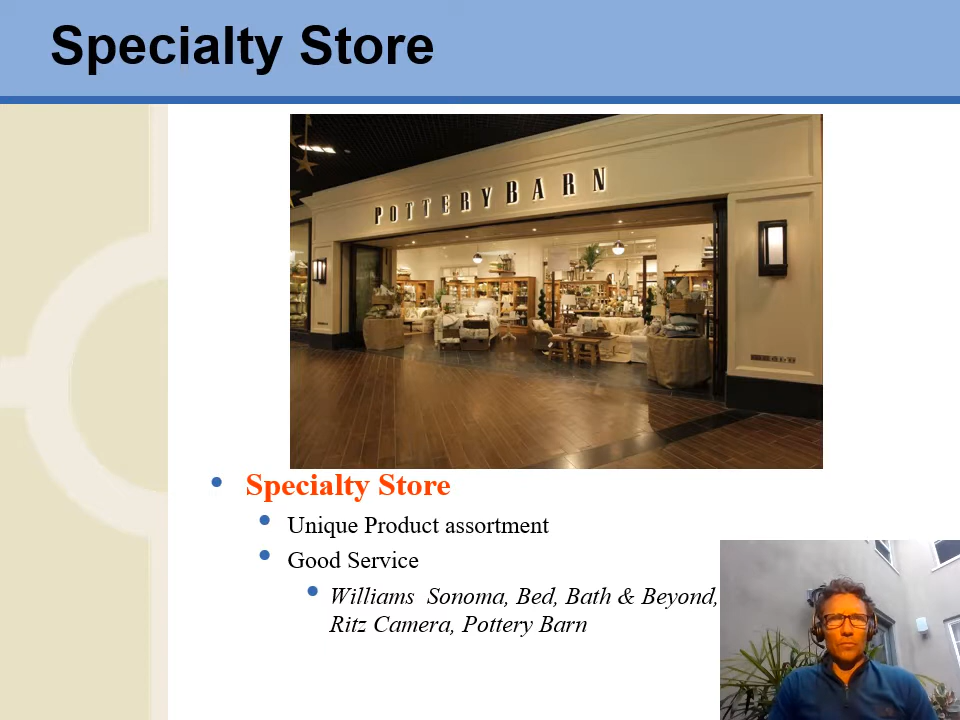 Specialty Store
POTTERY BARN
Specialty Store
Unique Product assortment
Good Service
Williams Sonoma, Bed, Bath & Beyond,
Ritz Camera, Pottery Barn